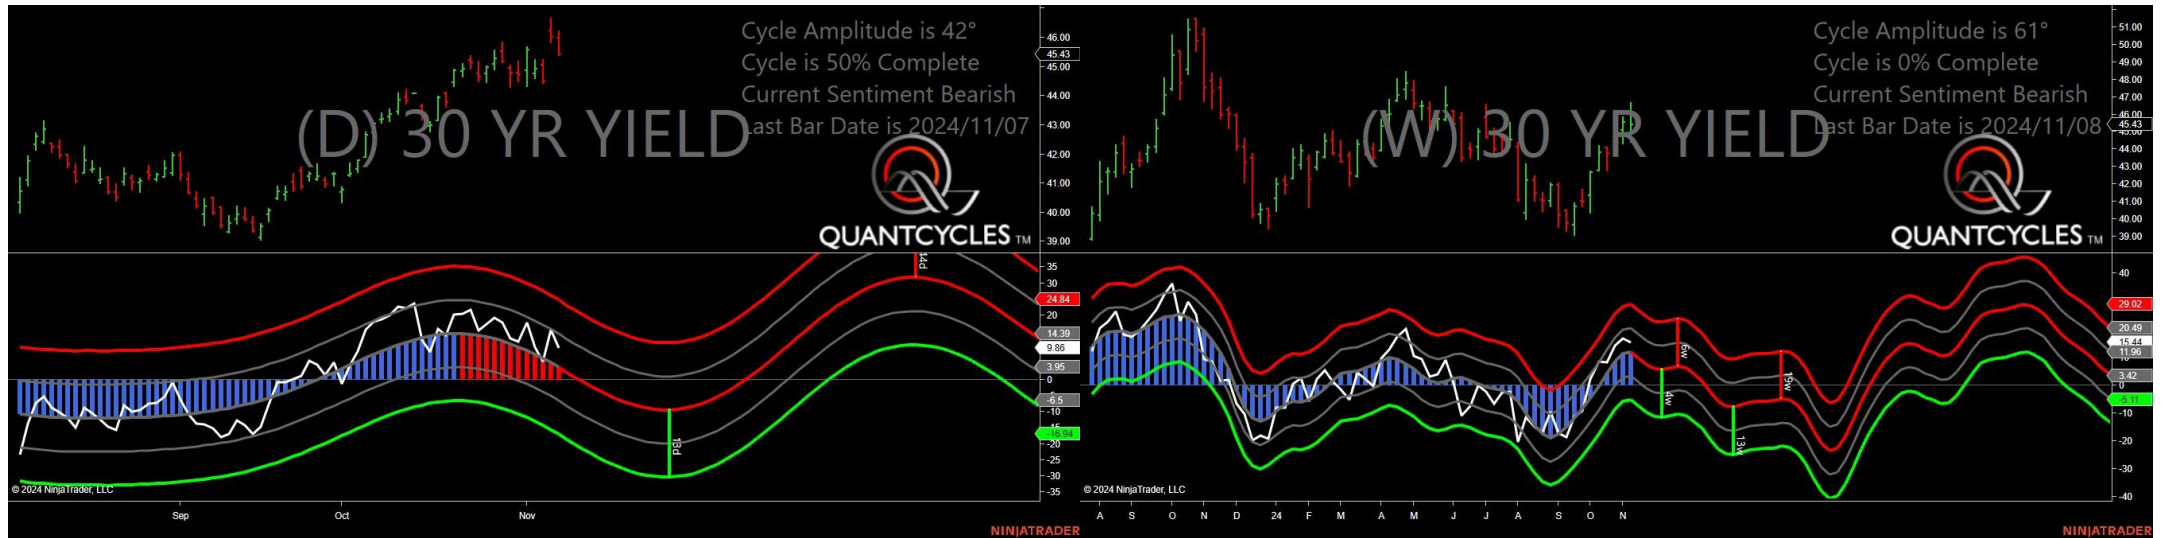 Cycle Amplitude is 42°
Cycle is 50% Complete
Current Sentiment Bearish
Last Bar Date is 2024/11/07
(D) 30 YR YIELD
QUANTCYCLES TM
46.00
45.43
45.00
44.00
43.00
42.00
41.00
40.00
39.00
14d
13d
35
30
24.84
20
14.39
9.86
3.95
0
-6.5
-10
-16.94
-20
-25
-30
-35
© 2024 NinjaTrader, LLC
Sep Oct Nov
NINJATRADER
Cycle Amplitude is 61°
Cycle is 0% Complete
Current Sentiment Bearish
Last Bar Date is 2024/11/08
(W) 30 YR YIELD
QUANTCYCLES TM
51.00
50.00
49.00
48.00
47.00
46.00
45.43
45.00
44.00
43.00
42.00
41.00
40.00
39.00
6w
4w
13w
19w
40
29.02
20.49
15.44
11.96
3.42
0
-5.11
-10
-20
-30
-40
© 2024 NinjaTrader, LLC
A S O N D 24 F M A M J J A S O N
NINJATRADER